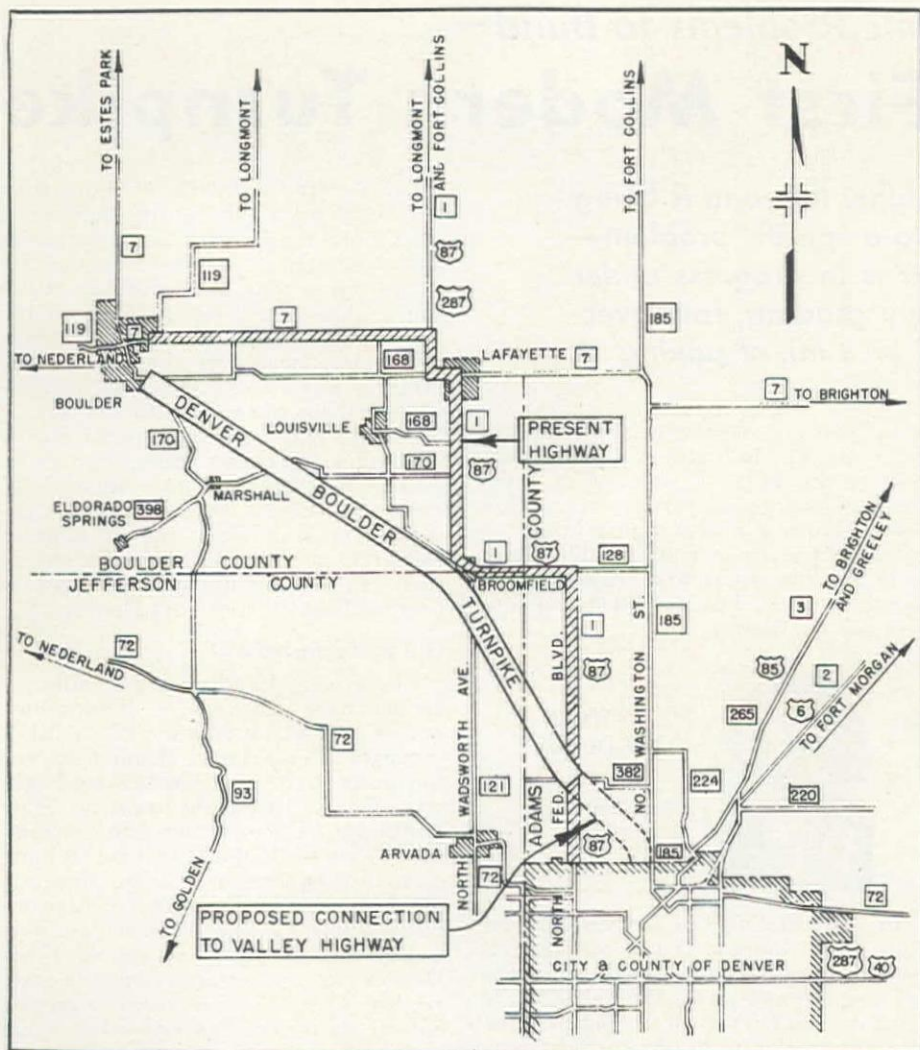 TO ESTES PARK
TO LONGMONT
TO LONGMONT
AND FORT COLLINS
TO FORT COLLINS
N
1
87
287
7
119
185
119
7
7
TO NEDERLAND
168
LAFAYETTE
7
7
TO BRIGHTON
BOULDER
DENVER
BOULDER
TURNPIKE
LOUISVILLE
168
1
PRESENT
HIGHWAY
170
170
87
MARSHALL
ELDORADO
SPRINGS
398
COUNTY
BOULDER COUNTY
JEFFERSON COUNTY
1
87
128
BROOMFIELD
TO BRIGHTON
AND GREELEY
3
185
ST.
BLVD.
1
87
WASHINGTON
NO.
72
TO NEDERLAND
85
2
6
TO FORT MORGAN
265
72
WADSWORTH AVE.
NORTH
121
ADAMS
FED.
NORTH
382
224
220
93
87
185
ARVADA
72
72
TO GOLDEN
PROPOSED CONNECTION
TO VALLEY HIGHWAY
CITY & COUNTY OF DENVER
287
40